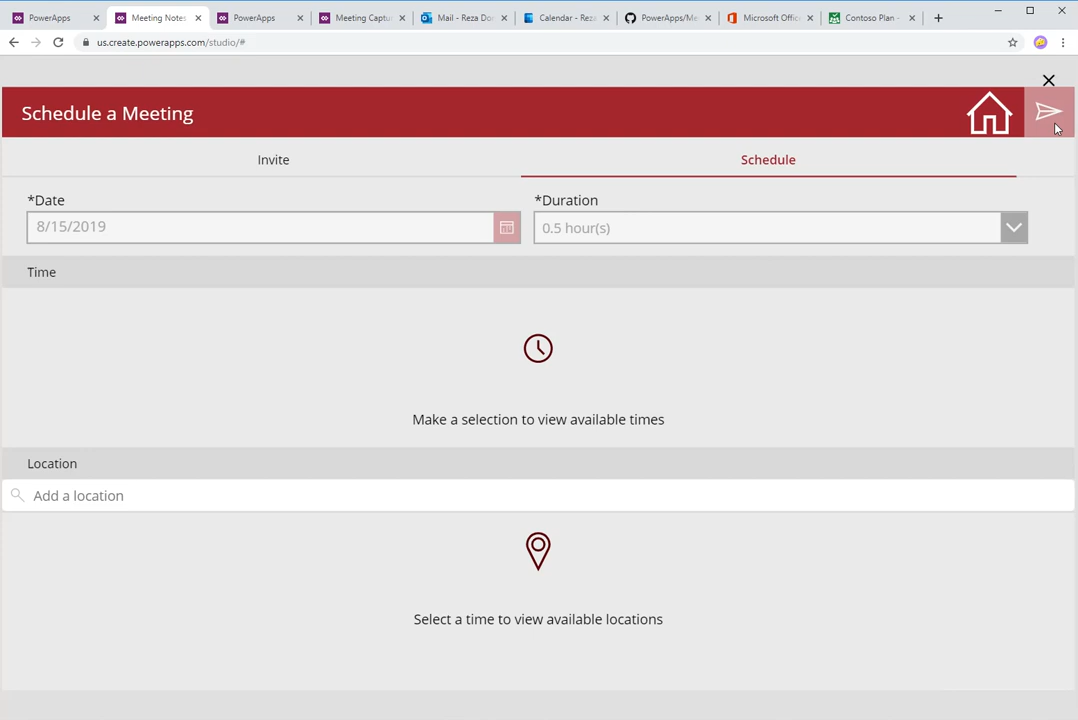 PowerApps
Meeting Notes
PowerApps
Meeting Captu
Mail - Reza Do
Calendar - Rez
PowerApps/Me
Microsoft Offic
Contoso Plan -
us.create.powerapps.com/studio/#
Schedule a Meeting
Invite
Schedule
*Date
*Duration
8/15/2019
0.5 hour(s)
Time
Make a selection to view available times
Location
Add a location
Select a time to view available locations